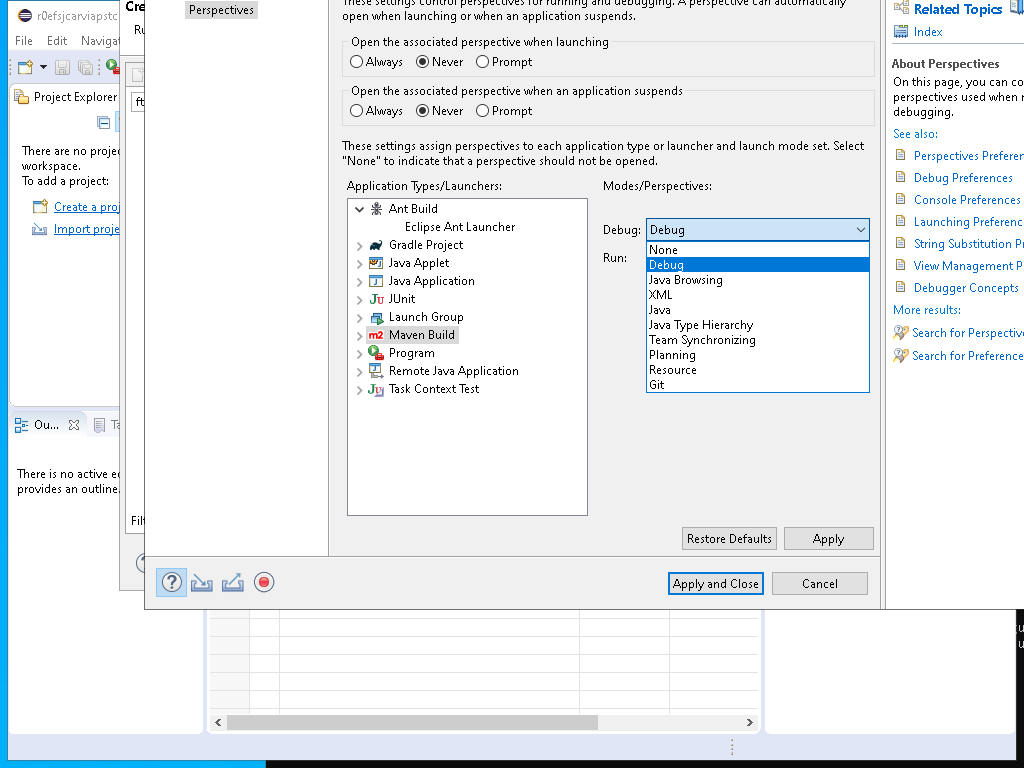 r0efsjcarviapstc
Cre
Perspectives
These settings control perspectives for running and debugging. A perspective can automatically
open when launching or when an application suspends.
Related Topics
File Edit Navigat
Ru
Index
Open the associated perspective when launching
Always Never Prompt
About Perspectives
On this page, you can co
perspectives used when r
debugging.
Project Explorer
ft
Open the associated perspective when an application suspends
Always Never Prompt
See also:
There are no proje
workspace.
To add a project:
Create a proj
Import proje
These settings assign perspectives to each application type or launcher and launch mode set. Select
"None" to indicate that a perspective should not be opened.
Application Types/Launchers:
Modes/Perspectives:
Ant Build
Eclipse Ant Launcher
Gradle Project
Java Applet
Java Application
JUnit
Launch Group
Maven Build
Program
Remote Java Application
Task Context Test
Debug: Debug
Run:
None
Debug
Java Browsing
XML
Java
Java Type Hierarchy
Team Synchronizing
Planning
Resource
Git
Perspectives Preferen
Debug Preferences
Console Preferences
Launching Preferenc
String Substitution P
View Management P
Debugger Concepts
More results:
Search for Perspective
Search for Preference
Ou...
Ta
There is no active ed
provides an outline.
Filt
Restore Defaults Apply
Apply and Close Cancel